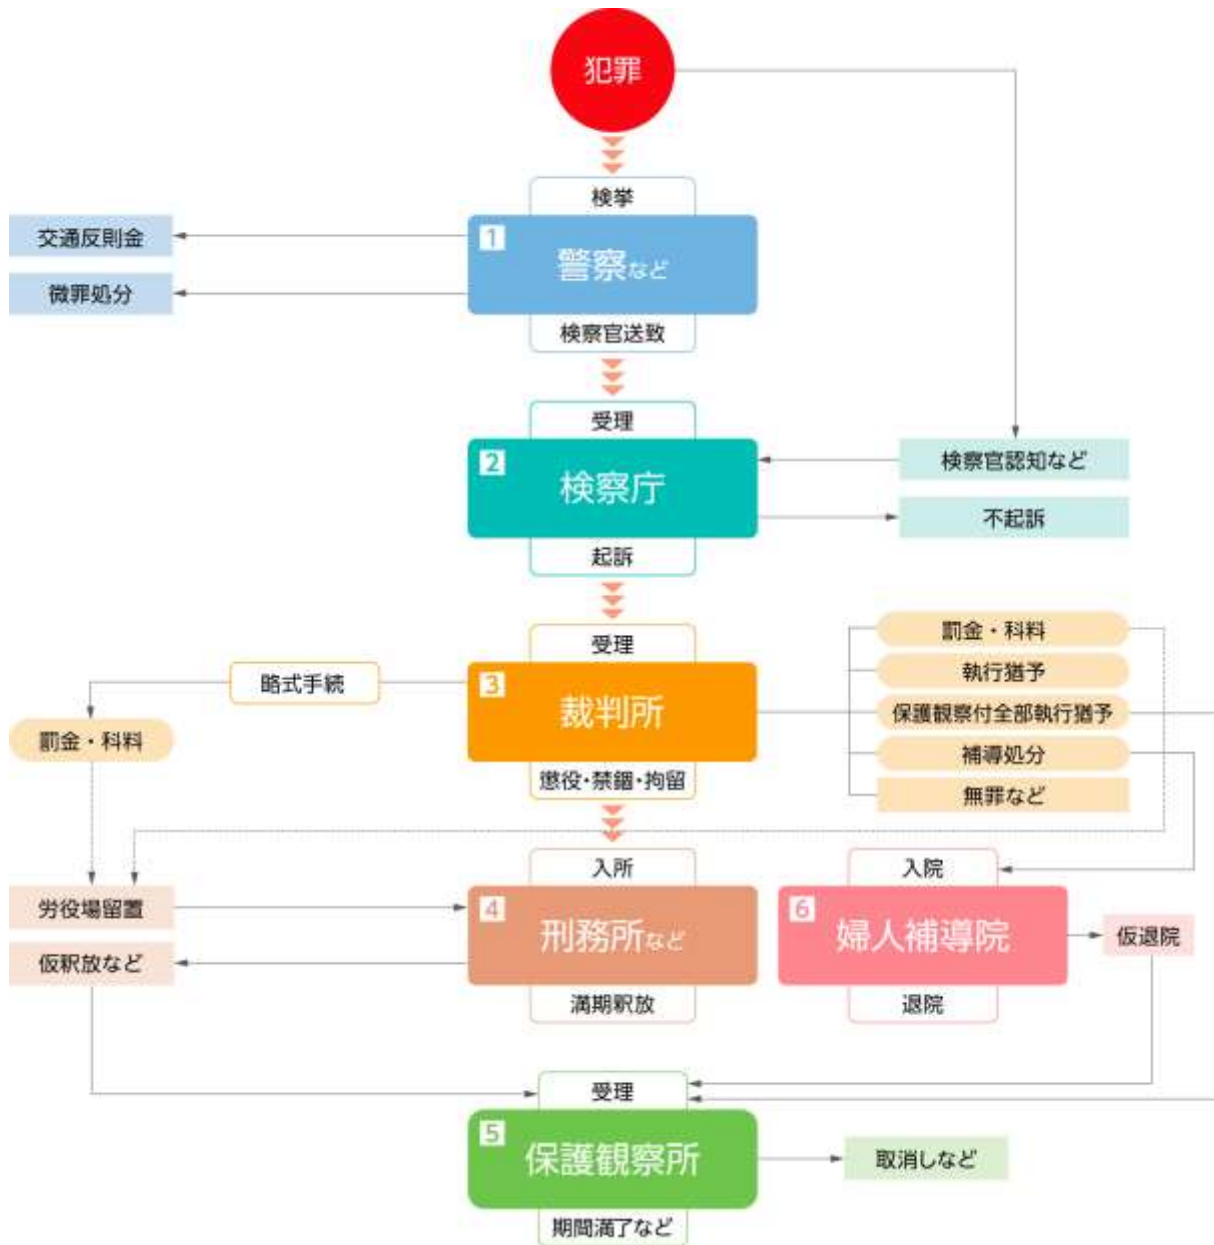 犯罪
検挙
1
警察など
交通反則金
微罪処分
検察官送致
受理
2
検察庁
検察官認知など
不起訴
起訴
受理
3
裁判所
略式手続
罰金・科料
罰金・科料
執行猶予
保護観察付全部執行猶予
補導処分
無罪など
懲役・禁錮・拘留
入所
4
刑務所など
労役場留置
仮釈放など
満期釈放
入院
6
婦人補導院
仮退院
退院
受理
5
保護観察所
取消しなど
期間満了など